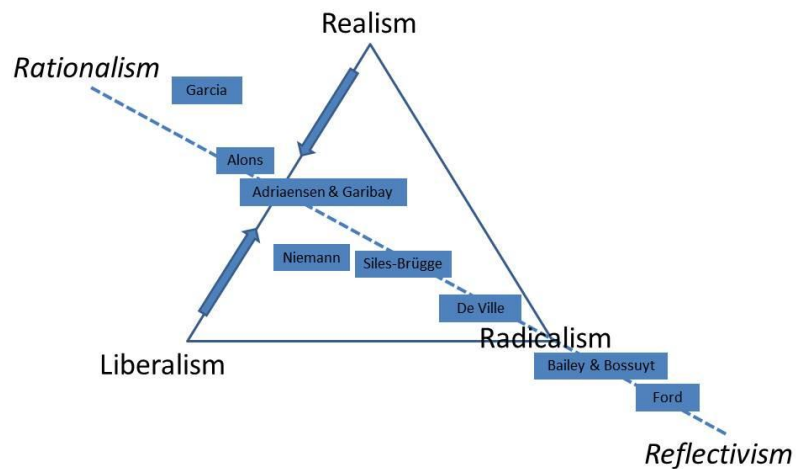 Realism
Rationalism
Garcia
Alons
Adriaensen & Garibay
Niemann
Siles-Brügge
De Ville
Radicalism
Liberalism
Bailey & Bossuyt
Ford
Reflectivism